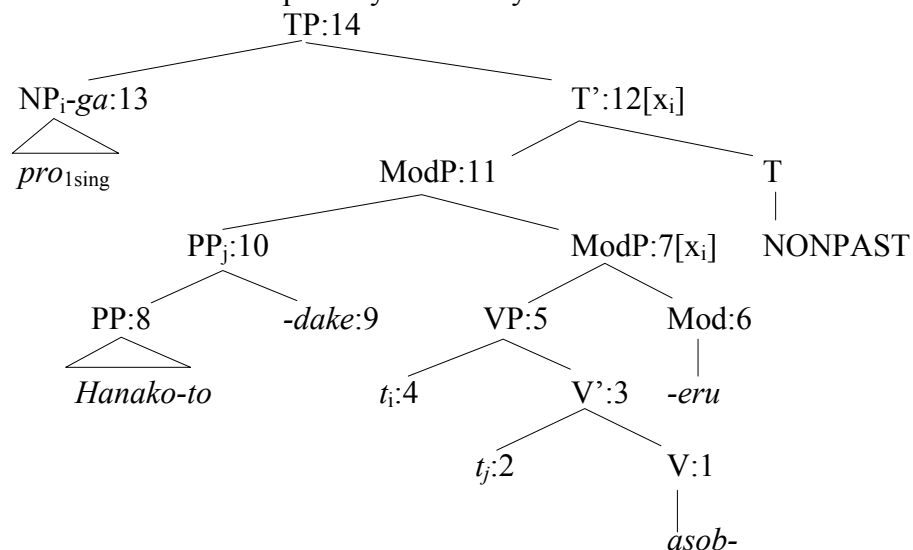 TP:14
NPi-ga:13 T’:12[xi]
pro1sing ModP:11 T
PPj:10 ModP:7[xi] NONPAST
PP:8 -dake:9 VP:5 Mod:6
Hanako-to ti:4 V’:3 -eru
tj:2 V:1
asob-